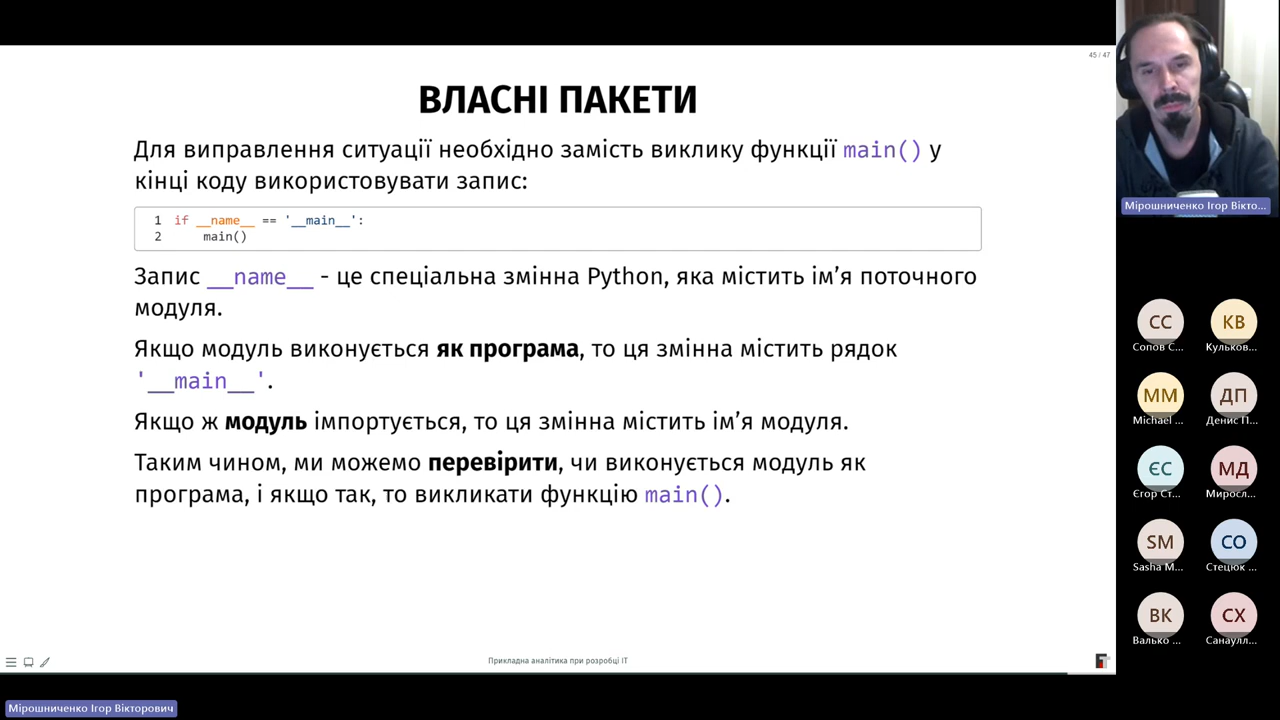 45 / 47
ВЛАСНІ ПАКЕТИ
Для виправлення ситуації необхідно замість виклику функції main() у
кінці коду використовувати запис:
1 if __name__ == '__main__':
2 main()
Запис __name__ - це спеціальна змінна Python, яка містить ім’я поточного
модуля.
Якщо модуль виконується як програма, то ця змінна містить рядок
'__main__'.
Якщо ж модуль імпортується, то ця змінна містить ім’я модуля.
Таким чином, ми можемо перевірити, чи виконується модуль як
програма, і якщо так, то викликати функцію main().
Прикладна аналітика при розробці ІТ
Мірошниченко Ігор Вікторович
Мірошниченко Ігор Вікто...
СС
Сопов С...
КВ
Кульков...
MM
Michael ...
ДП
Денис П...
ЄС
Єгор Ст...
МД
Миросл...
SM
Sasha M...
СО
Стецюк ...
ВК
Валько ...
СХ
Санаулл...